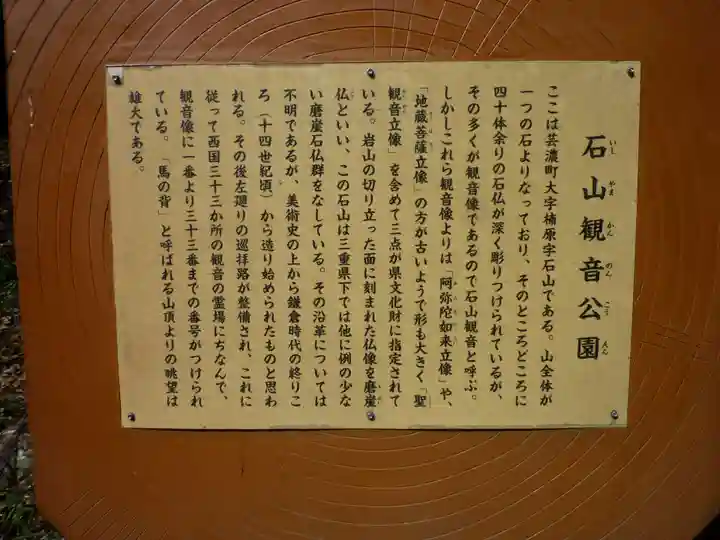 石山観音公園
ここは芸濃町大字楠原字石山である。山全体が
一つの石よりなっており、そのところどころに
四十体余りの石仏が深く彫りつけられているが、
その多くが観音像であるので石山観音と呼ぶ。
しかしこれら観音像よりは「阿弥陀如来立像」や、
「地蔵菩薩立像」の方が古いようで形も大きく「聖
観音立像」を含めて三点が県文化財に指定されて
いる。岩山の切り立った面に刻まれた仏像を磨崖
仏といい、この石山は三重県下では他に例の少な
い磨崖石仏群をなしている。その沿革については
不明であるが、美術史の上から鎌倉時代の終りこ
ろ（十四世紀頃）から造り始められたものと思わ
れる。その後左廻りの巡拝路が整備され、これに
従って西国三十三か所の観音の霊場にちなんで、
観音像に一番より三十三番までの番号がつけられ
ている。「馬の背」と呼ばれる山頂よりの眺望は
雄大である。